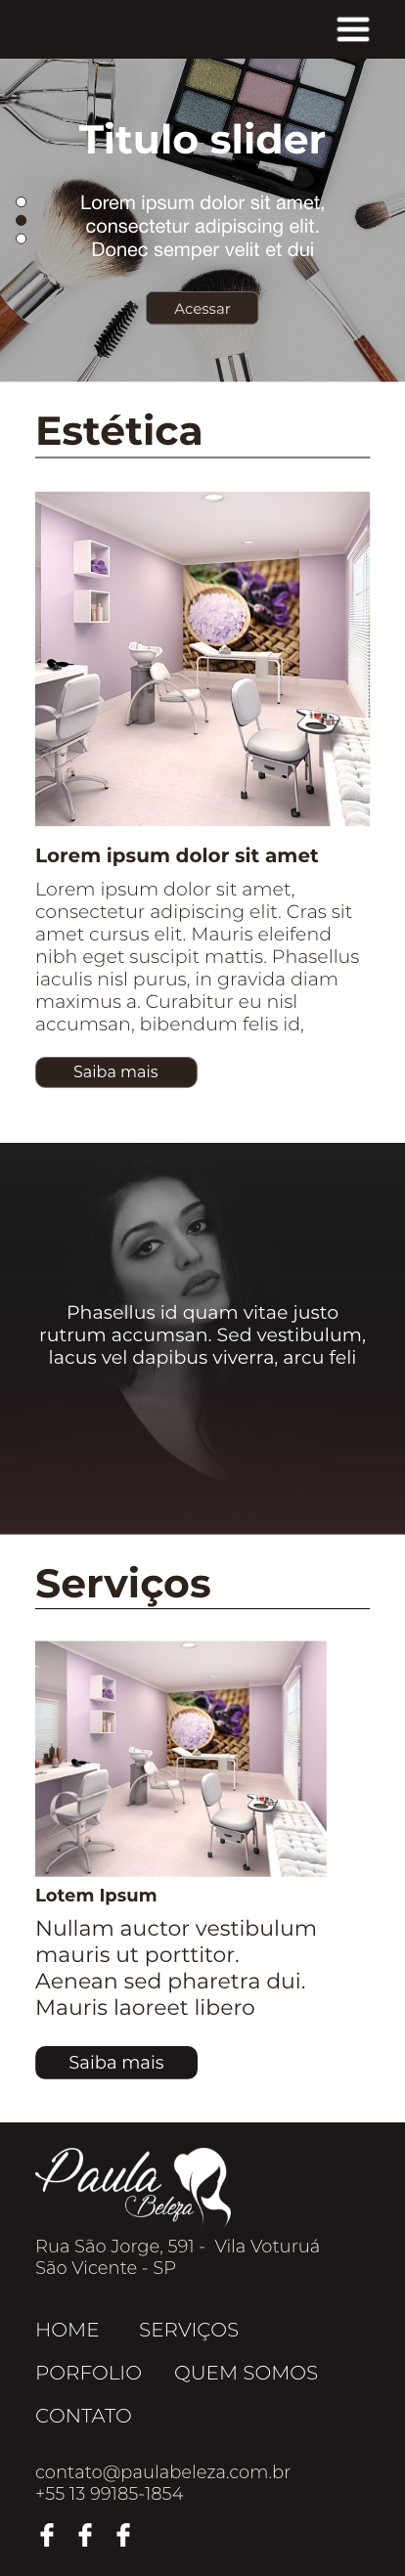 Titulo slider
Lorem ipsum dolor sit amet,
consectetur adipiscing elit.
Donec semper velit et dui
Acessar
Estética
Lorem ipsum dolor sit amet
Lorem ipsum dolor sit amet,
consectetur adipiscing elit. Cras sit
amet cursus elit. Mauris eleifend
nibh eget suscipit mattis. Phasellus
iaculis nisl purus, in gravida diam
maximus a. Curabitur eu nisl
accumsan, bibendum felis id,
Saiba mais
Phasellus id quam vitae justo
rutrum accumsan. Sed vestibulum,
lacus vel dapibus viverra, arcu feli
Serviços
Lotem Ipsum
Nullam auctor vestibulum
mauris ut porttitor.
Aenean sed pharetra dui.
Mauris laoreet libero
Saiba mais
Paula
Beleza
Rua São Jorge, 591 - Vila Voturuá
São Vicente - SP
HOME SERVIÇOS
PORFOLIO QUEM SOMOS
CONTATO
contato@paulabeleza.com.br
+55 13 99185-1854